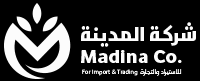 شركة المدينة
Madina Co.
For Import & Trading للاستيراد والتجارة